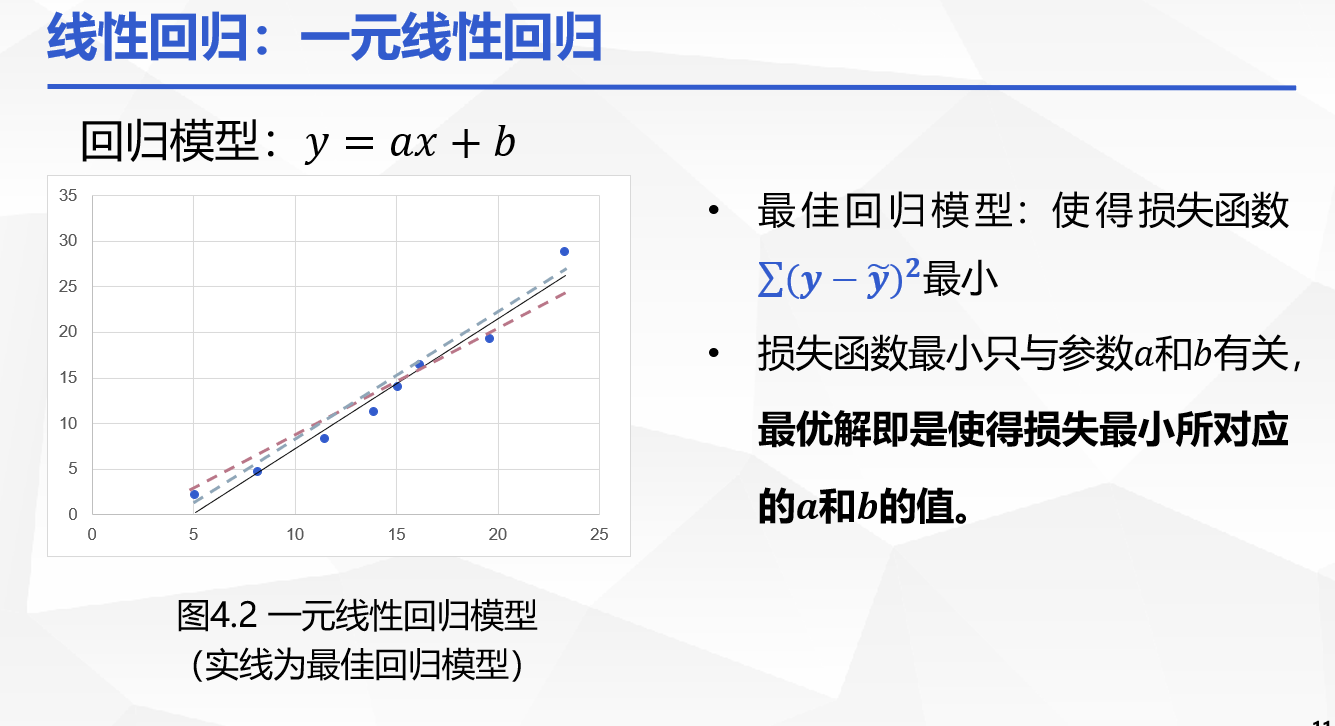 线性回归：一元线性回归
回归模型：y = ax + b
35
30
25
20
15
10
5
0
0 5 10 15 20 25
图4.2 一元线性回归模型
（实线为最佳回归模型）
• 最佳回归模型：使得损失函数
∑(y − ỹ)²最小
• 损失函数最小只与参数a和b有关，
最优解即是使得损失最小所对应
的a和b的值。